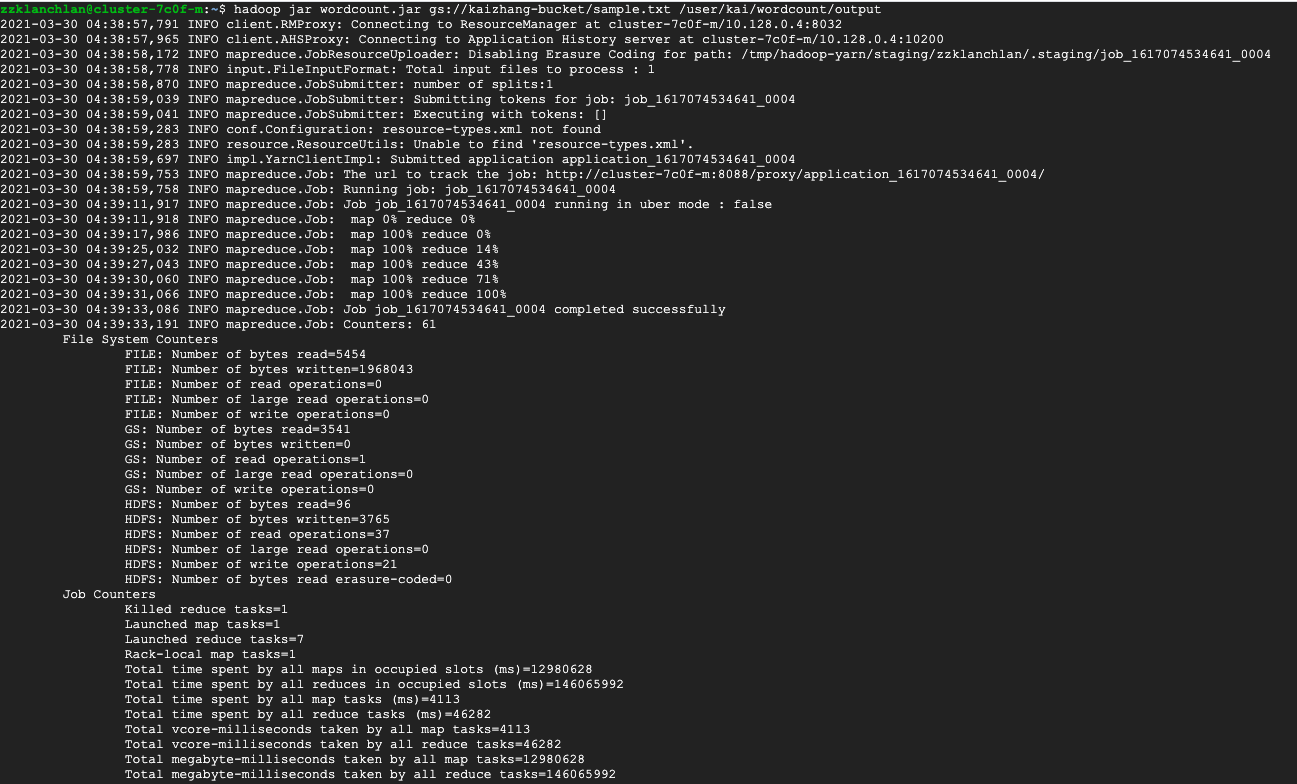 zzklanchlan@cluster-7c0f-m:~$ hadoop jar wordcount.jar gs://kaizhang-bucket/sample.txt /user/kai/wordcount/output
2021-03-30 04:38:57,791 INFO client.RMProxy: Connecting to ResourceManager at cluster-7c0f-m/10.128.0.4:8032
2021-03-30 04:38:57,965 INFO client.AHSProxy: Connecting to Application History server at cluster-7c0f-m/10.128.0.4:10200
2021-03-30 04:38:58,172 INFO mapreduce.JobResourceUploader: Disabling Erasure Coding for path: /tmp/hadoop-yarn/staging/zzklanchlan/.staging/job_1617074534641_0004
2021-03-30 04:38:58,778 INFO input.FileInputFormat: Total input files to process : 1
2021-03-30 04:38:58,870 INFO mapreduce.JobSubmitter: number of splits:1
2021-03-30 04:38:59,039 INFO mapreduce.JobSubmitter: Submitting tokens for job: job_1617074534641_0004
2021-03-30 04:38:59,041 INFO mapreduce.JobSubmitter: Executing with tokens: []
2021-03-30 04:38:59,283 INFO conf.Configuration: resource-types.xml not found
2021-03-30 04:38:59,283 INFO resource.ResourceUtils: Unable to find 'resource-types.xml'.
2021-03-30 04:38:59,697 INFO impl.YarnClientImpl: Submitted application application_1617074534641_0004
2021-03-30 04:38:59,753 INFO mapreduce.Job: The url to track the job: http://cluster-7c0f-m:8088/proxy/application_1617074534641_0004/
2021-03-30 04:38:59,758 INFO mapreduce.Job: Running job: job_1617074534641_0004
2021-03-30 04:39:11,917 INFO mapreduce.Job: Job job_1617074534641_0004 running in uber mode : false
2021-03-30 04:39:11,918 INFO mapreduce.Job:  map 0% reduce 0%
2021-03-30 04:39:17,986 INFO mapreduce.Job:  map 100% reduce 0%
2021-03-30 04:39:25,032 INFO mapreduce.Job:  map 100% reduce 14%
2021-03-30 04:39:27,043 INFO mapreduce.Job:  map 100% reduce 43%
2021-03-30 04:39:30,060 INFO mapreduce.Job:  map 100% reduce 71%
2021-03-30 04:39:31,066 INFO mapreduce.Job:  map 100% reduce 100%
2021-03-30 04:39:33,086 INFO mapreduce.Job: Job job_1617074534641_0004 completed successfully
2021-03-30 04:39:33,191 INFO mapreduce.Job: Counters: 61
File System Counters
FILE: Number of bytes read=5454
FILE: Number of bytes written=1968043
FILE: Number of read operations=0
FILE: Number of large read operations=0
FILE: Number of write operations=0
GS: Number of bytes read=3541
GS: Number of bytes written=0
GS: Number of read operations=1
GS: Number of large read operations=0
GS: Number of write operations=0
HDFS: Number of bytes read=96
HDFS: Number of bytes written=3765
HDFS: Number of read operations=37
HDFS: Number of large read operations=0
HDFS: Number of write operations=21
HDFS: Number of bytes read erasure-coded=0
Job Counters
Killed reduce tasks=1
Launched map tasks=1
Launched reduce tasks=7
Rack-local map tasks=1
Total time spent by all maps in occupied slots (ms)=12980628
Total time spent by all reduces in occupied slots (ms)=146065992
Total time spent by all map tasks (ms)=4113
Total time spent by all reduce tasks (ms)=46282
Total vcore-milliseconds taken by all map tasks=4113
Total vcore-milliseconds taken by all reduce tasks=46282
Total megabyte-milliseconds taken by all map tasks=12980628
Total megabyte-milliseconds taken by all reduce tasks=146065992